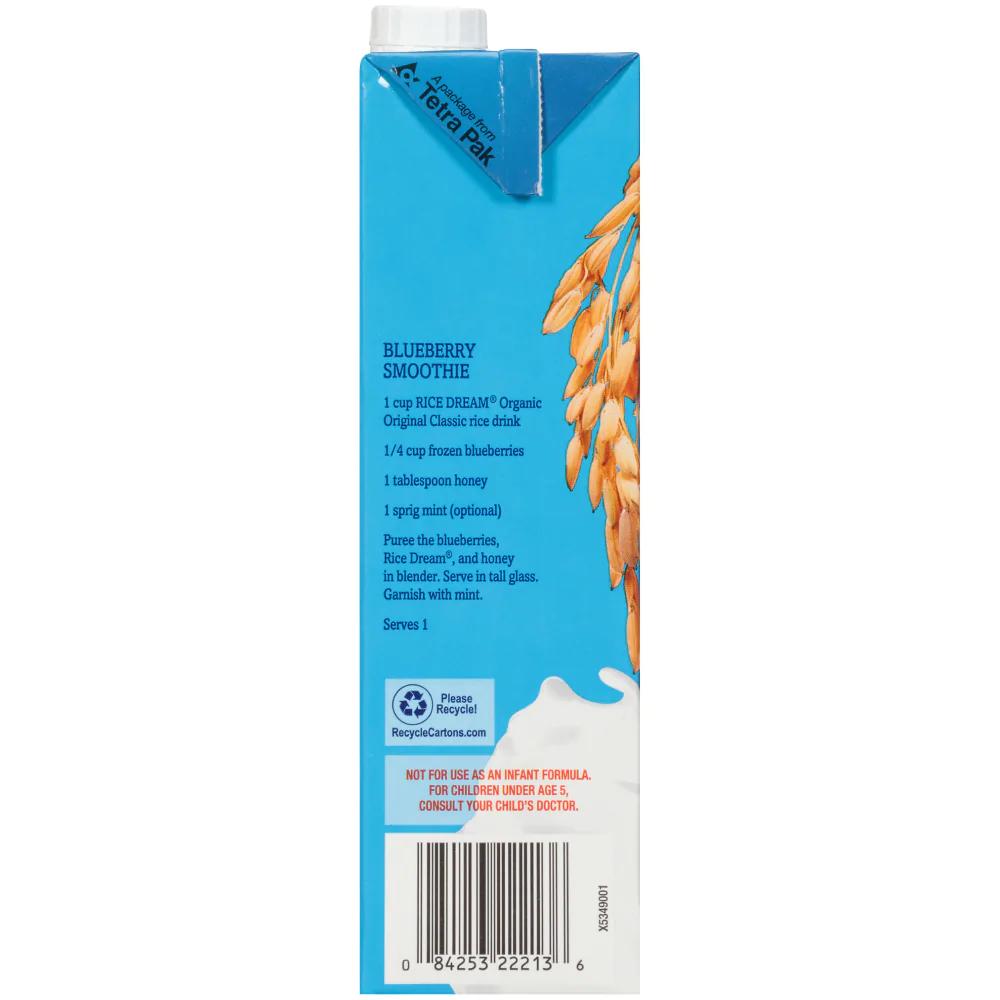 A package from
Tetra Pak
BLUEBERRY
SMOOTHIE
1 cup RICE DREAM® Organic
Original Classic rice drink
1/4 cup frozen blueberries
1 tablespoon honey
1 sprig mint (optional)
Puree the blueberries,
Rice Dream®, and honey
in blender. Serve in tall glass.
Garnish with mint.
Serves 1
Please
Recycle!
RecycleCartons.com
NOT FOR USE AS AN INFANT FORMULA.
FOR CHILDREN UNDER AGE 5,
CONSULT YOUR CHILD'S DOCTOR.
X5349001
0 84253 22213 6